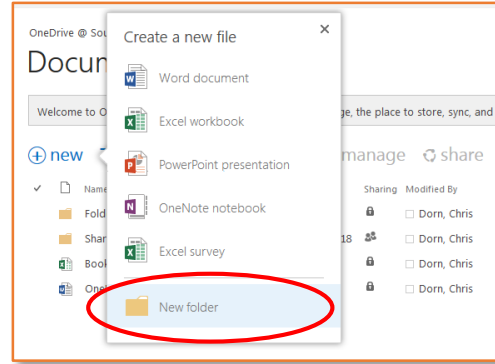 OneDrive @ Sou
Docum
Create a new file
Word document
Excel workbook
PowerPoint presentation
OneNote notebook
Excel survey
New folder
Welcome to O
ge, the place to store, sync, and
new
manage
share
Name
Sharing
Modified By
Fold
Dorn, Chris
Shar
18
Dorn, Chris
Book
Dorn, Chris
Dorn, Chris